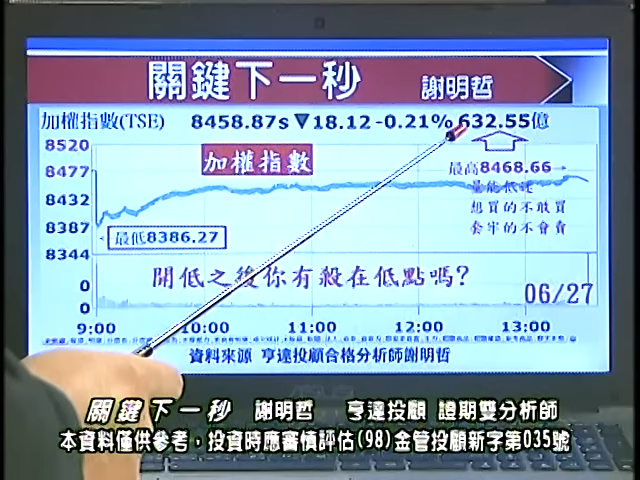 關鍵下一秒 謝明哲
加權指數(TSE) 8458.87s▼18.12 -0.21% 632.55億
8520
8477
8432
8387
8344
加權指數
最高8468.66
量能低迷
想買的不敢買
套牢的不會賣
最低8386.27
開低之後你有殺在低點嗎?
0
0
06/27
9:00 10:00 11:00 12:00 13:00
資料來源 亨達投顧合格分析師謝明哲
關鍵下一秒 謝明哲 亨達投顧 證期雙分析師
本資料僅供參考,投資時應審慎評估(98)金管投顧新字第035號